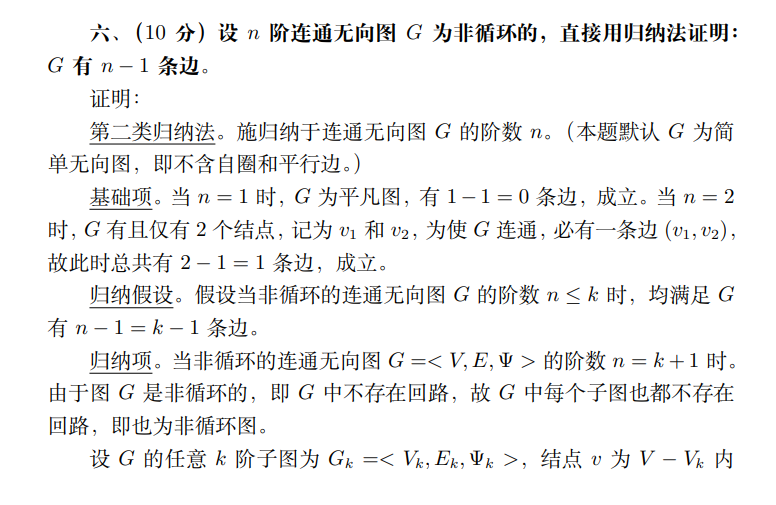 六、（10 分）设 n 阶连通无向图 G 为非循环的，直接用归纳法证明：
G 有 n − 1 条边。
证明：
第二类归纳法。施归纳于连通无向图 G 的阶数 n。（本题默认 G 为简
单无向图，即不含自圈和平行边。）
基础项。当 n = 1 时，G 为平凡图，有 1 − 1 = 0 条边，成立。当 n = 2
时，G 有且仅有 2 个结点，记为 v₁ 和 v₂，为使 G 连通，必有一条边 (v₁, v₂)，
故此时总共有 2 − 1 = 1 条边，成立。
归纳假设。假设当非循环的连通无向图 G 的阶数 n ≤ k 时，均满足 G
有 n − 1 = k − 1 条边。
归纳项。当非循环的连通无向图 G =< V, E, Ψ > 的阶数 n = k + 1 时。
由于图 G 是非循环的，即 G 中不存在回路，故 G 中每个子图也都不存在
回路，即也为非循环图。
设 G 的任意 k 阶子图为 Gₖ =< Vₖ, Eₖ, Ψₖ >，结点 v 为 V − Vₖ 内